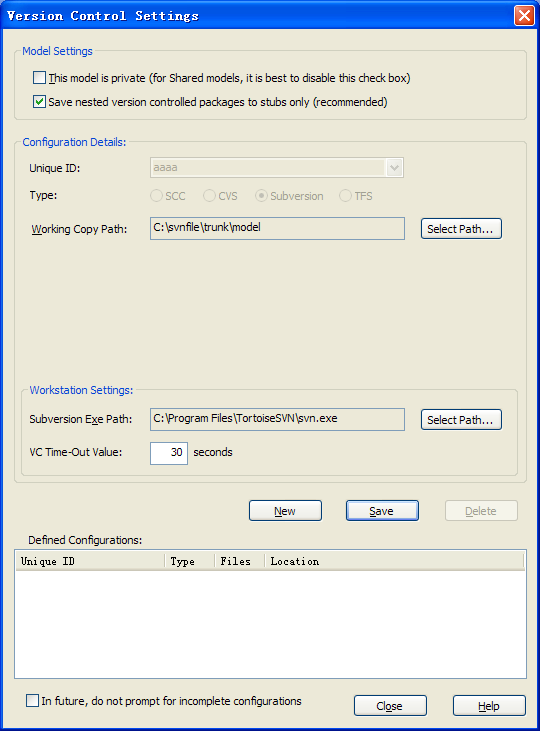 Version Control Settings
Model Settings
This model is private (for Shared models, it is best to disable this check box)
Save nested version controlled packages to stubs only (recommended)
Configuration Details:
Unique ID: aaaa
Type: SCC CVS Subversion TFS
Working Copy Path: C:\svnfile\trunk\model Select Path...
Workstation Settings:
Subversion Exe Path: C:\Program Files\TortoiseSVN\svn.exe Select Path...
VC Time-Out Value: 30 seconds
New Save Delete
Defined Configurations:
Unique ID Type Files Location
In future, do not prompt for incomplete configurations
Close Help